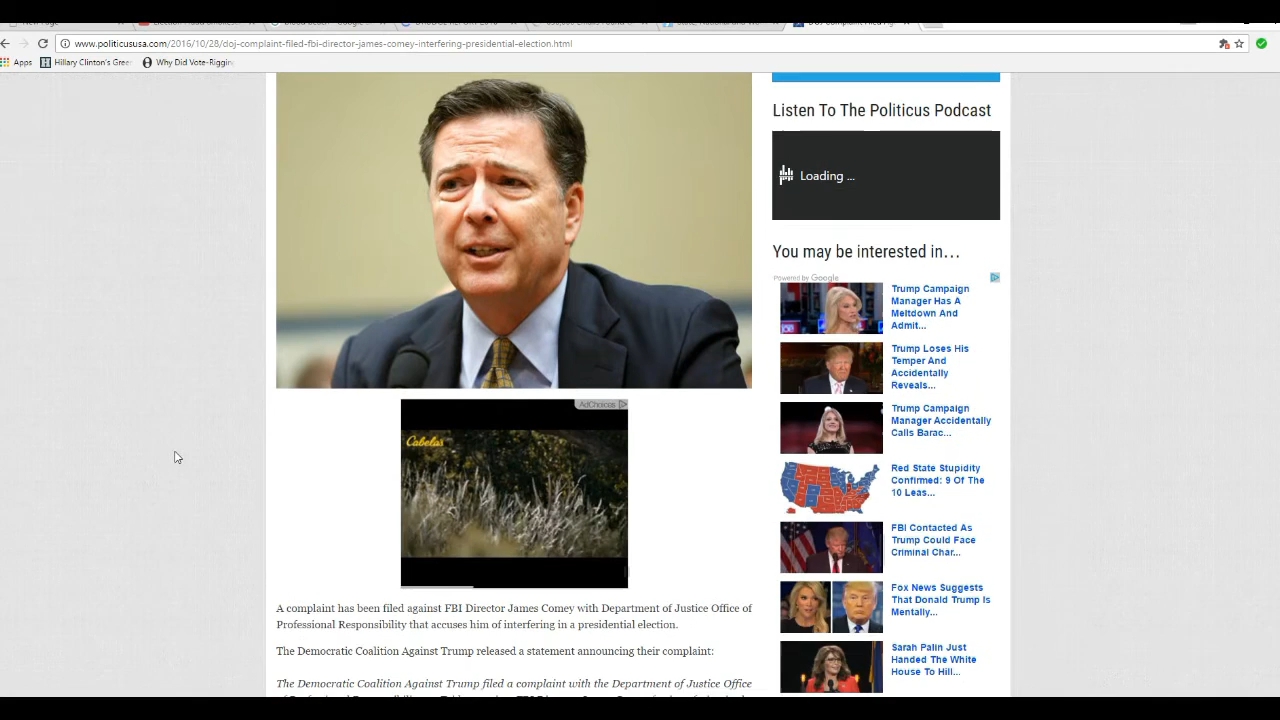 www.politicususa.com/2016/10/28/doj-complaint-filed-fbi-director-james-comey-interfering-presidential-election.html
Apps
Hillary Clinton's Gree
Why Did Vote-Riggin
AdChoices
Cabela's
A complaint has been filed against FBI Director James Comey with Department of Justice Office of
Professional Responsibility that accuses him of interfering in a presidential election.
The Democratic Coalition Against Trump released a statement announcing their complaint:
The Democratic Coalition Against Trump filed a complaint with the Department of Justice Office
Listen To The Politicus Podcast
Loading ...
You may be interested in...
Powered by Google
Trump Campaign
Manager Has A
Meltdown And
Admit...
Trump Loses His
Temper And
Accidentally
Reveals...
Trump Campaign
Manager Accidentally
Calls Barac...
Red State Stupidity
Confirmed: 9 Of The
10 Leas...
FBI Contacted As
Trump Could Face
Criminal Char...
Fox News Suggests
That Donald Trump Is
Mentally...
Sarah Palin Just
Handed The White
House To Hill...